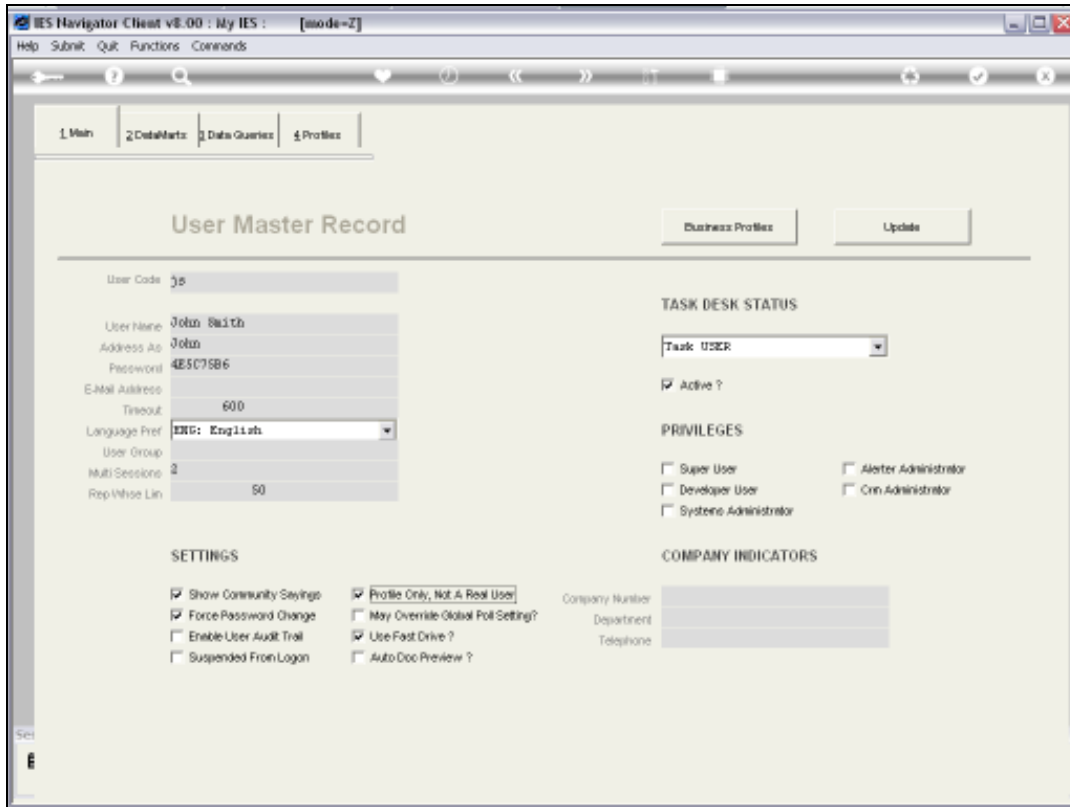 IES Navigator Client v8.00 : My IES : [mode=Z]
Help Submit Quit Functions Commands
1 Main 2 DataMarts 3 Data Queries 4 Profiles
User Master Record
Business Profiles Update
User Code js
User Name John Smith
Address As John
Password 4E5C75B6
E-Mail Address
Timeout 600
Language Pref ENG: English
User Group
Multi Sessions 2
Rep Whse Lim 50
TASK DESK STATUS
Task USER
Active ?
PRIVILEGES
Super User Alerter Administrator
Developer User Crm Administrator
Systems Administrator
SETTINGS
Show Community Sayings Profile Only, Not A Real User
Force Password Change May Override Global Poll Setting?
Enable User Audit Trail Use Fast Drive ?
Suspended From Logon Auto Doc Preview ?
COMPANY INDICATORS
Company Number
Department
Telephone